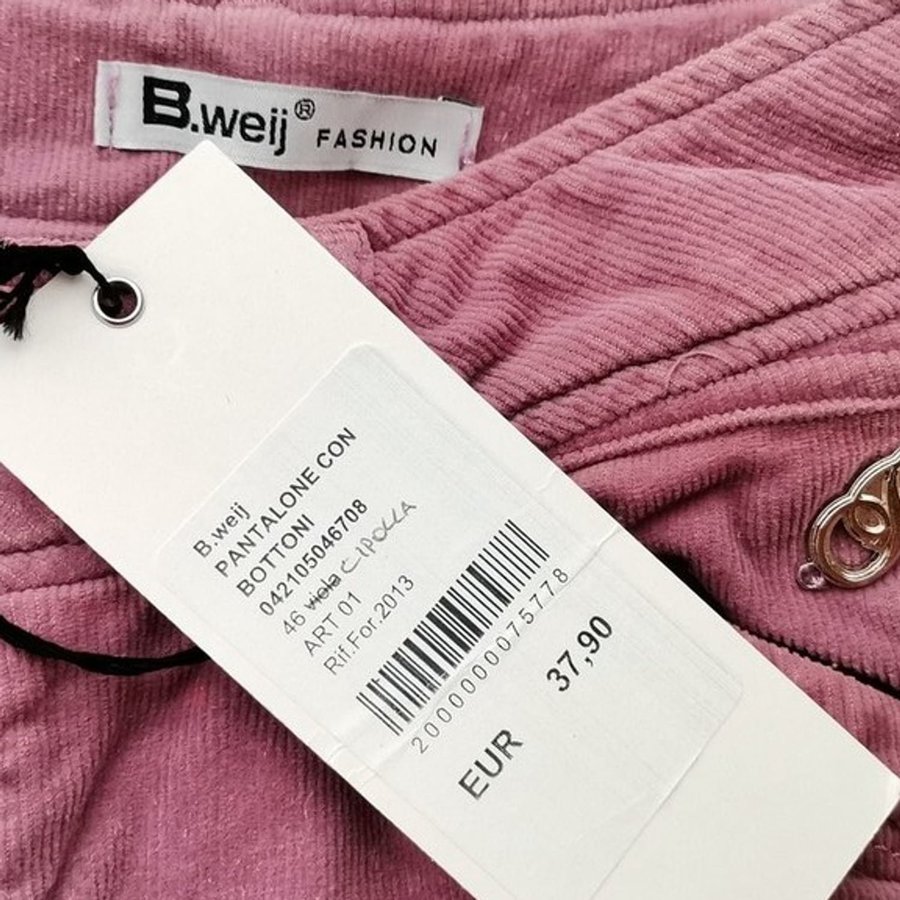 B.weij® FASHION
B.weij
PANTALONE CON
BOTTONI
042105046708
46 viola CIPOLLA
ART 01
Rif.For.2013
2000000075778
EUR 37,90